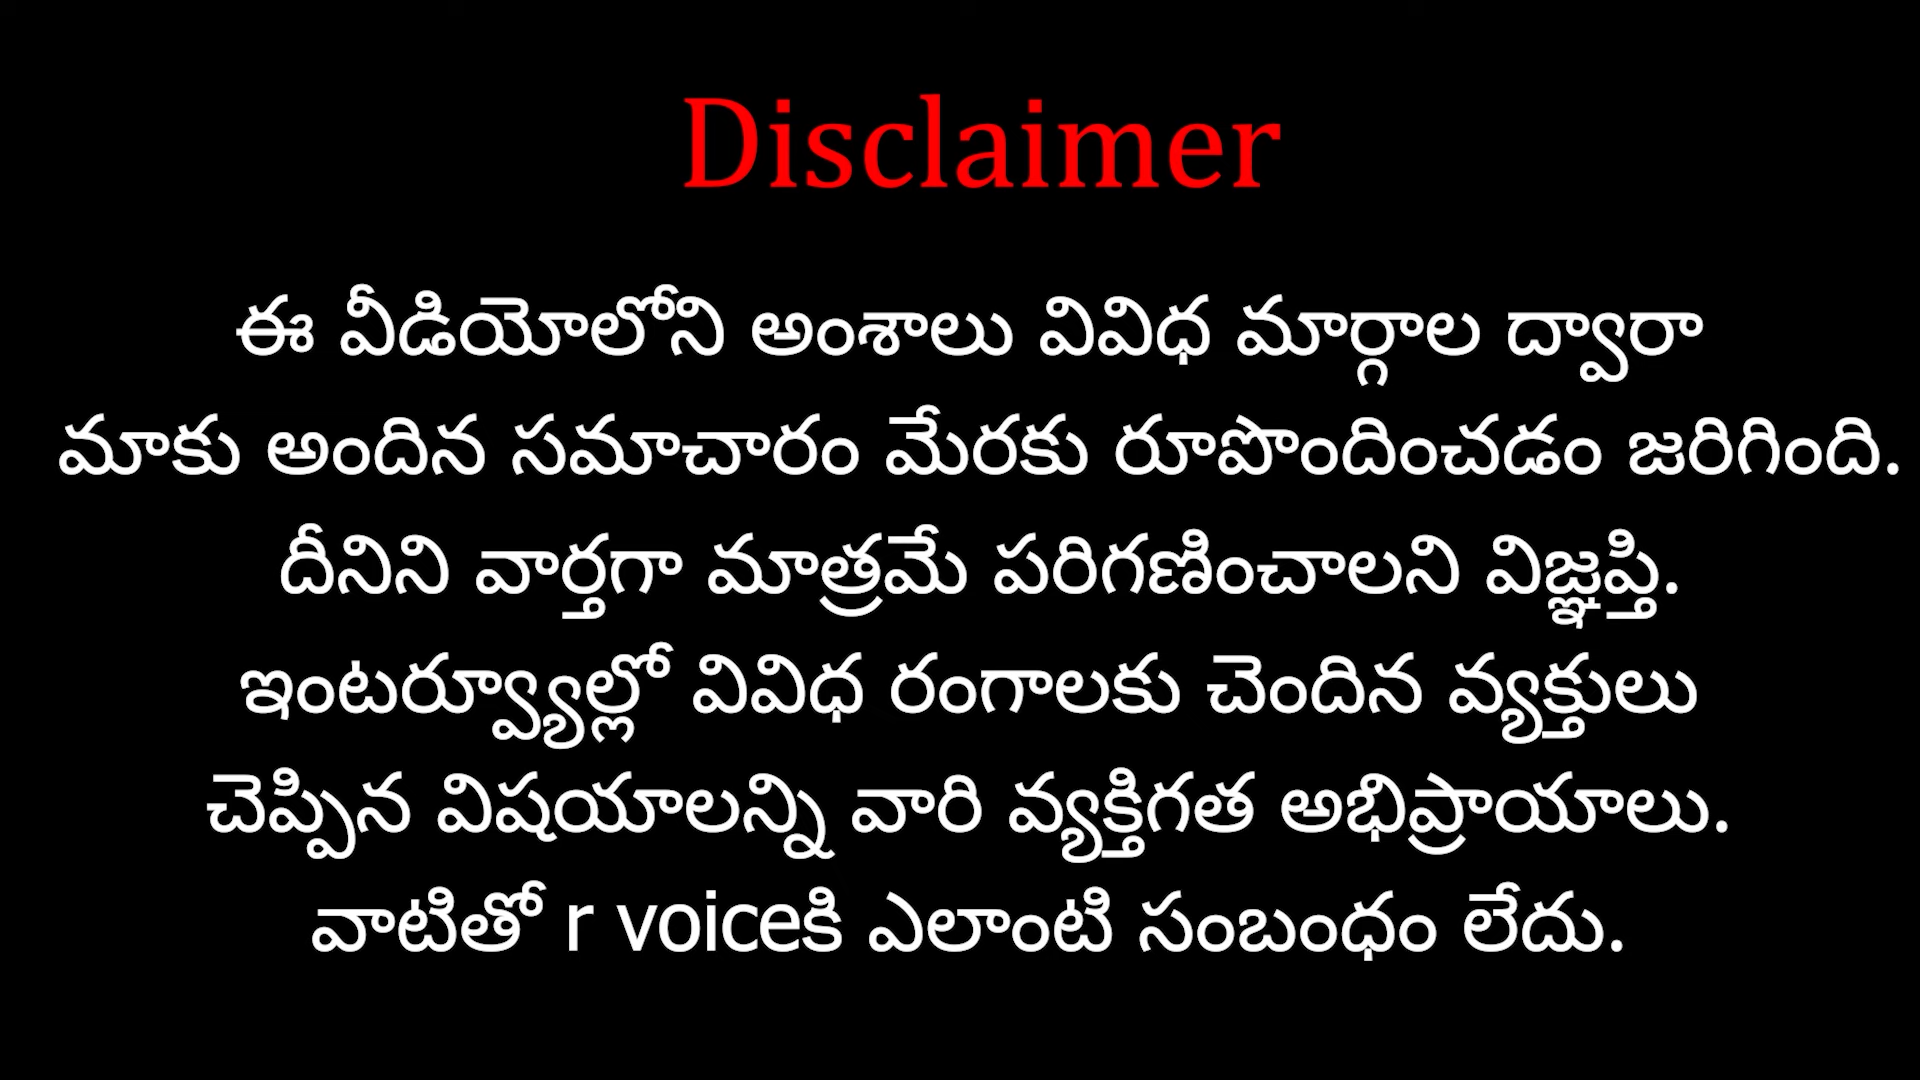 Disclaimer
ఈ వీడియోలోని అంశాలు వివిధ మార్గాల ద్వారా
మాకు అందిన సమాచారం మేరకు రూపొందించడం జరిగింది.
దీనిని వార్తగా మాత్రమే పరిగణించాలని విజ్ఞప్తి.
ఇంటర్వ్యూల్లో వివిధ రంగాలకు చెందిన వ్యక్తులు
చెప్పిన విషయాలన్ని వారి వ్యక్తిగత అభిప్రాయాలు.
వాటితో r voiceకి ఎలాంటి సంబంధం లేదు.